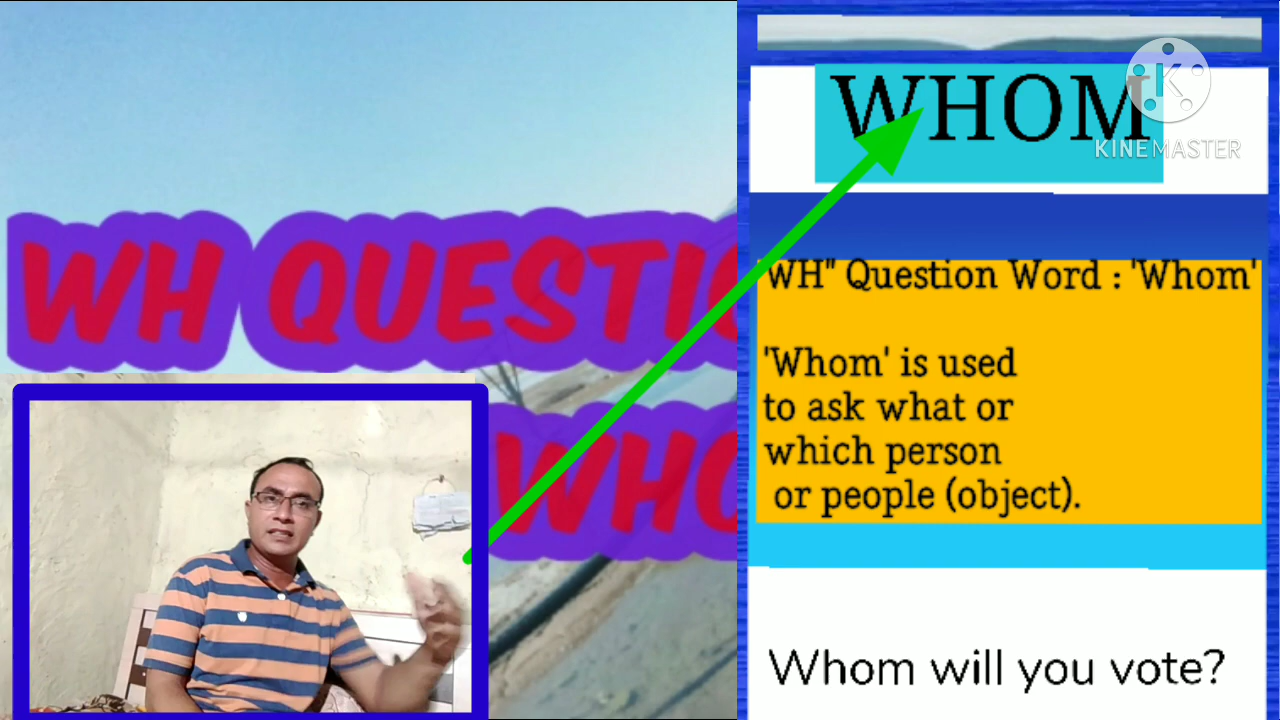 WH QUESTIO
WHO
WHOM
KINEMASTER
WH" Question Word : 'Whom'
'Whom' is used
to ask what or
which person
or people (object).
Whom will you vote?